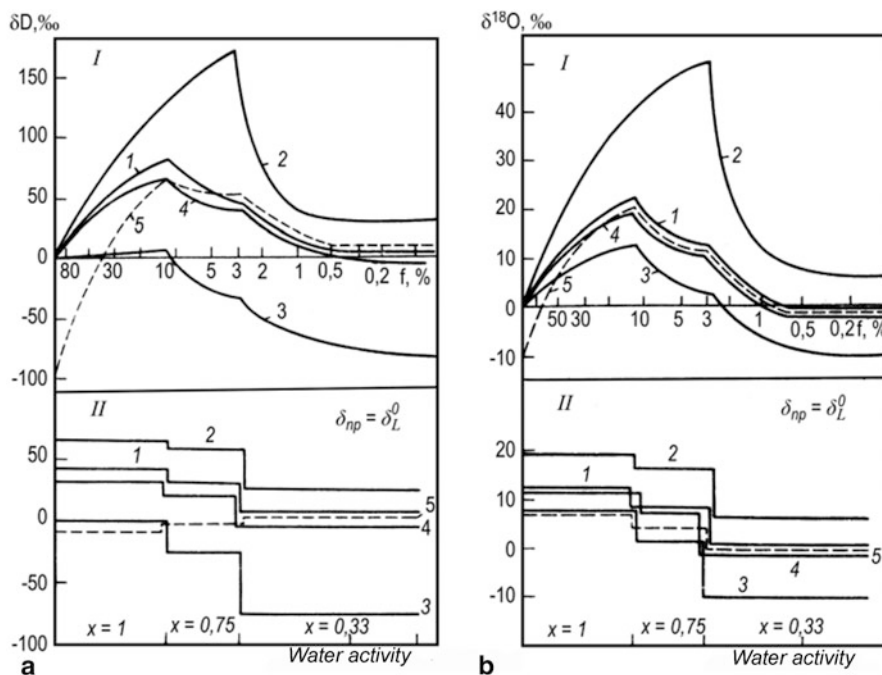 δD,‰
I
150
100
50
0
-50
-100
1
2
5
4
3
80 30 10 5 3 2 1 0,5 0,2 f, %
II
δnp = δ⁰L
50
0
-50
-100
1
2
5
4
3
x = 1 x = 0,75 x = 0,33
a Water activity
δ¹⁸O, ‰
I
40
20
10
0
-10
2
1
4
3
5
50 30 10 5 3 1 0,5 0,2 f, %
II
δnp = δ⁰L
20
10
0
-10
1
2
5
4
3
x = 1 x = 0,75 x = 0,33
b Water activity